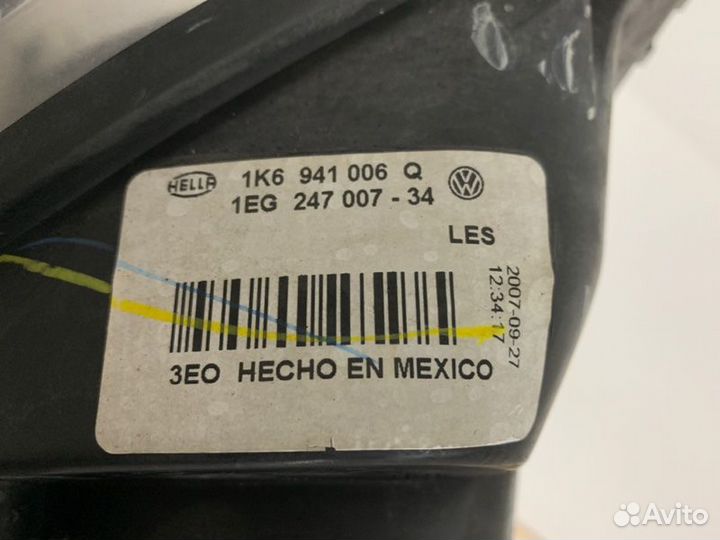 HELLA 1K6 941 006 Q
1EG 247 007 - 34
LES
2007-09-27
12:34:17
3EO HECHO EN MEXICO
Avito